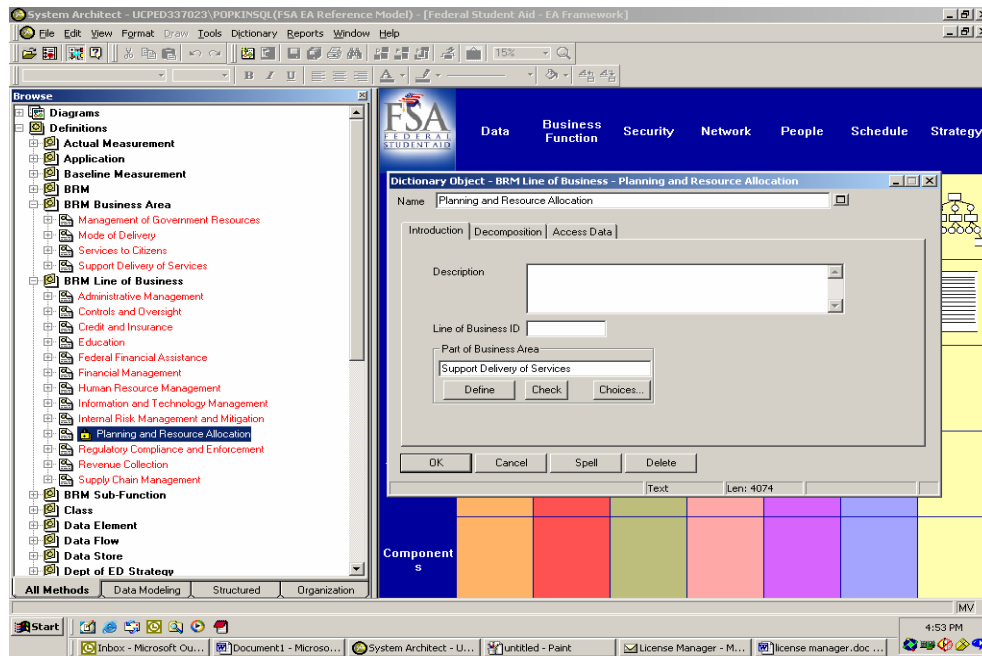 System Architect - UCPED337023\POPKINSQL(FSA EA Reference Model) - [Federal Student Aid - EA Framework]
File Edit View Format Draw Tools Dictionary Reports Window Help
15%
B I U
Browse
Diagrams
Definitions
Actual Measurement
Application
Baseline Measurement
BRM
BRM Business Area
Management of Government Resources
Mode of Delivery
Services to Citizens
Support Delivery of Services
BRM Line of Business
Administrative Management
Controls and Oversight
Credit and Insurance
Education
Federal Financial Assistance
Financial Management
Human Resource Management
Information and Technology Management
Internal Risk Management and Mitigation
Planning and Resource Allocation
Regulatory Compliance and Enforcement
Revenue Collection
Supply Chain Management
BRM Sub-Function
Class
Data Element
Data Flow
Data Store
Dept of ED Strategy
All Methods Data Modeling Structured Organization
FSA
FEDERAL
STUDENT AID
Data Business Function Security Network People Schedule Strategy
Dictionary Object - BRM Line of Business - Planning and Resource Allocation
Name Planning and Resource Allocation
Introduction Decomposition Access Data
Description
Line of Business ID
Part of Business Area
Support Delivery of Services
Define Check Choices...
OK Cancel Spell Delete
Text Len: 4074
Component
s
MV
Start 4:53 PM
Inbox - Microsoft Ou... Document1 - Microso... System Architect - U... untitled - Paint License Manager - M... license manager.doc ...